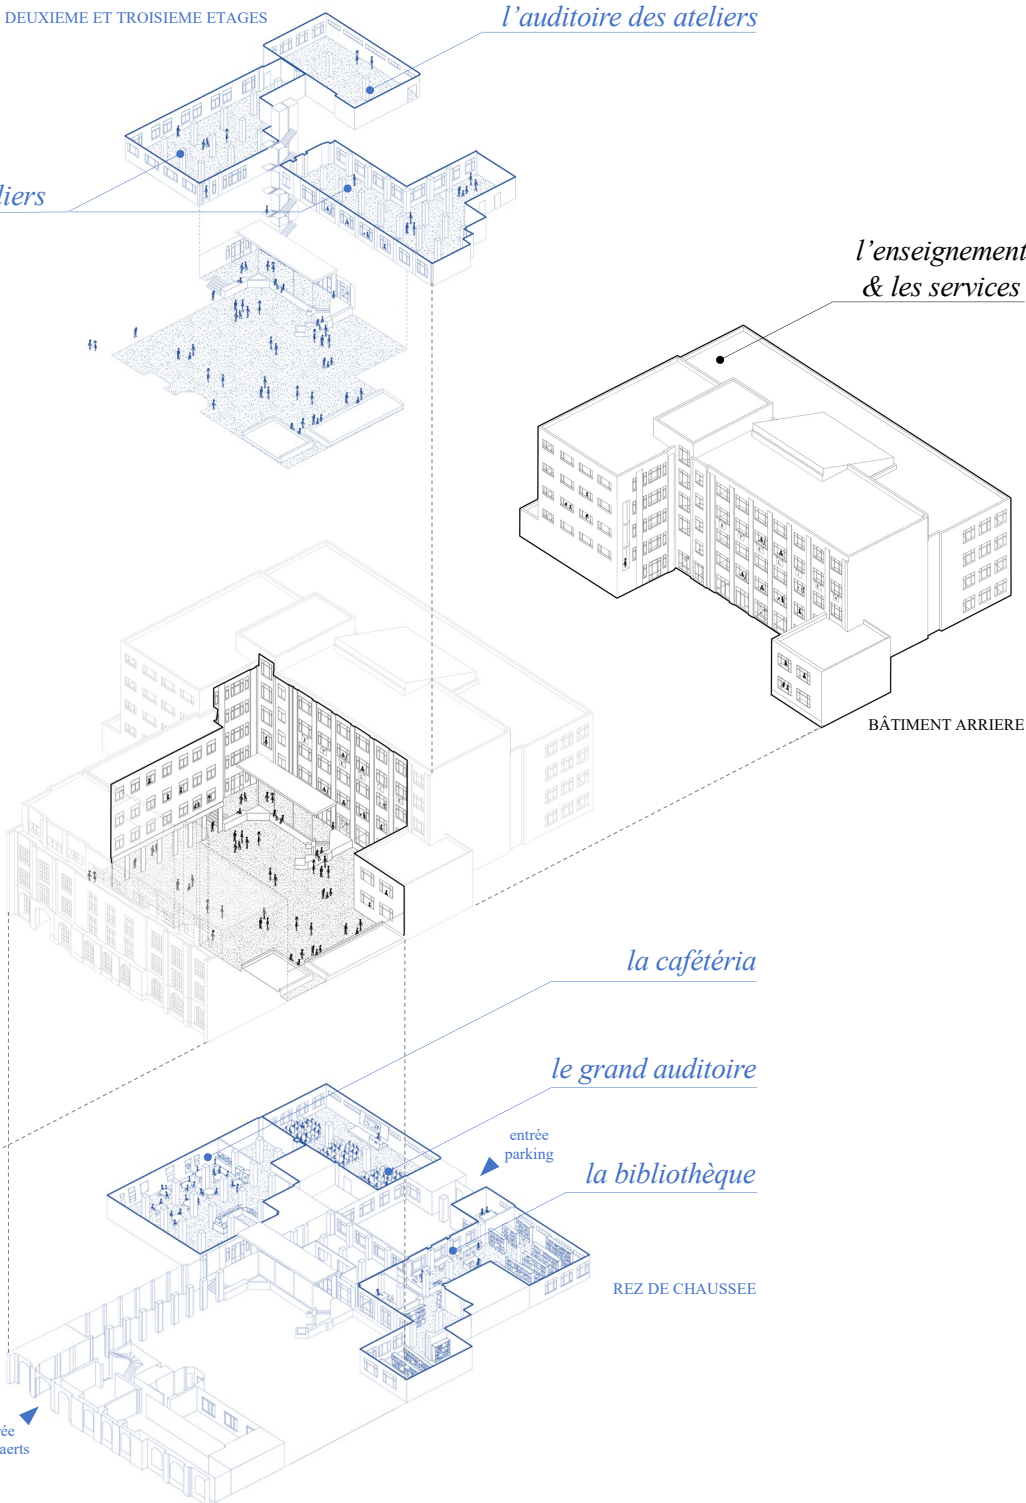 DEUXIEME ET TROISIEME ETAGES
l'auditoire des ateliers
liers
l'enseignement
& les services
BÂTIMENT ARRIERE
la cafétéria
le grand auditoire
entrée
parking
la bibliothèque
REZ DE CHAUSSEE
ée
aerts